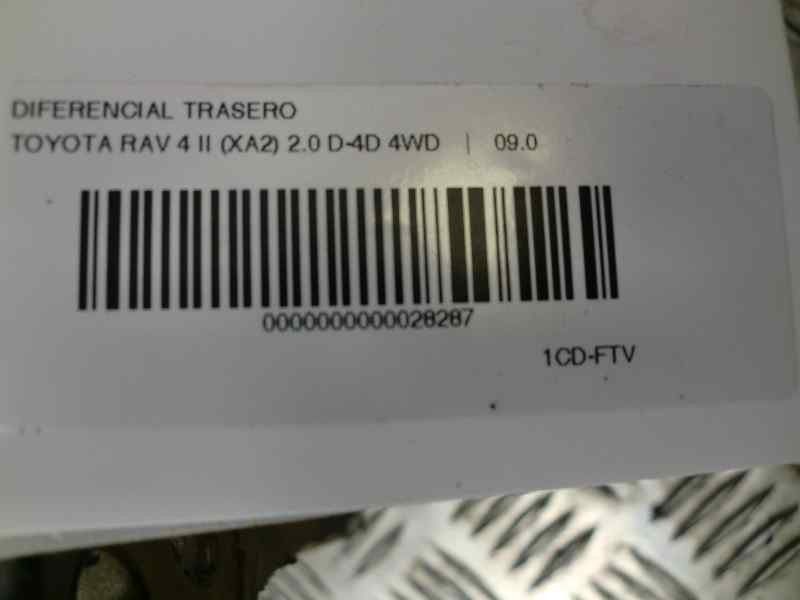 DIFERENCIAL TRASERO
TOYOTA RAV 4 II (XA2) 2.0 D-4D 4WD | 09.0
0000000000028287
1CD-FTV